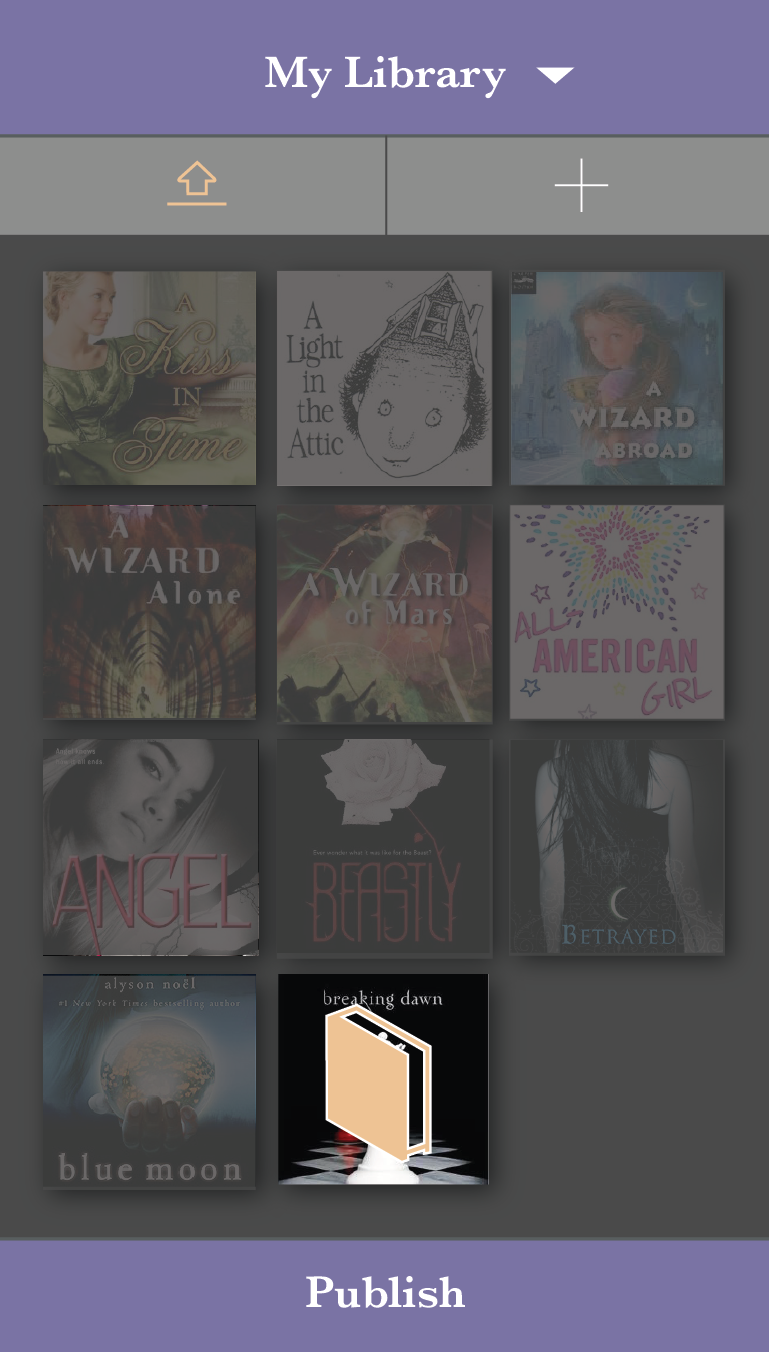 My Library
A
Kiss
IN
Time
A
Light
in
the
Attic
A
WIZARD
ABROAD
A
WIZARD
Alone
A WIZARD
of Mars
ALL-
AMERICAN
GIRL
ANGEL
Ever wonder what it was like for the Beast?
BEASTLY
BETRAYED
alyson noël
#1 New York Times bestselling author
blue moon
breaking dawn
Publish